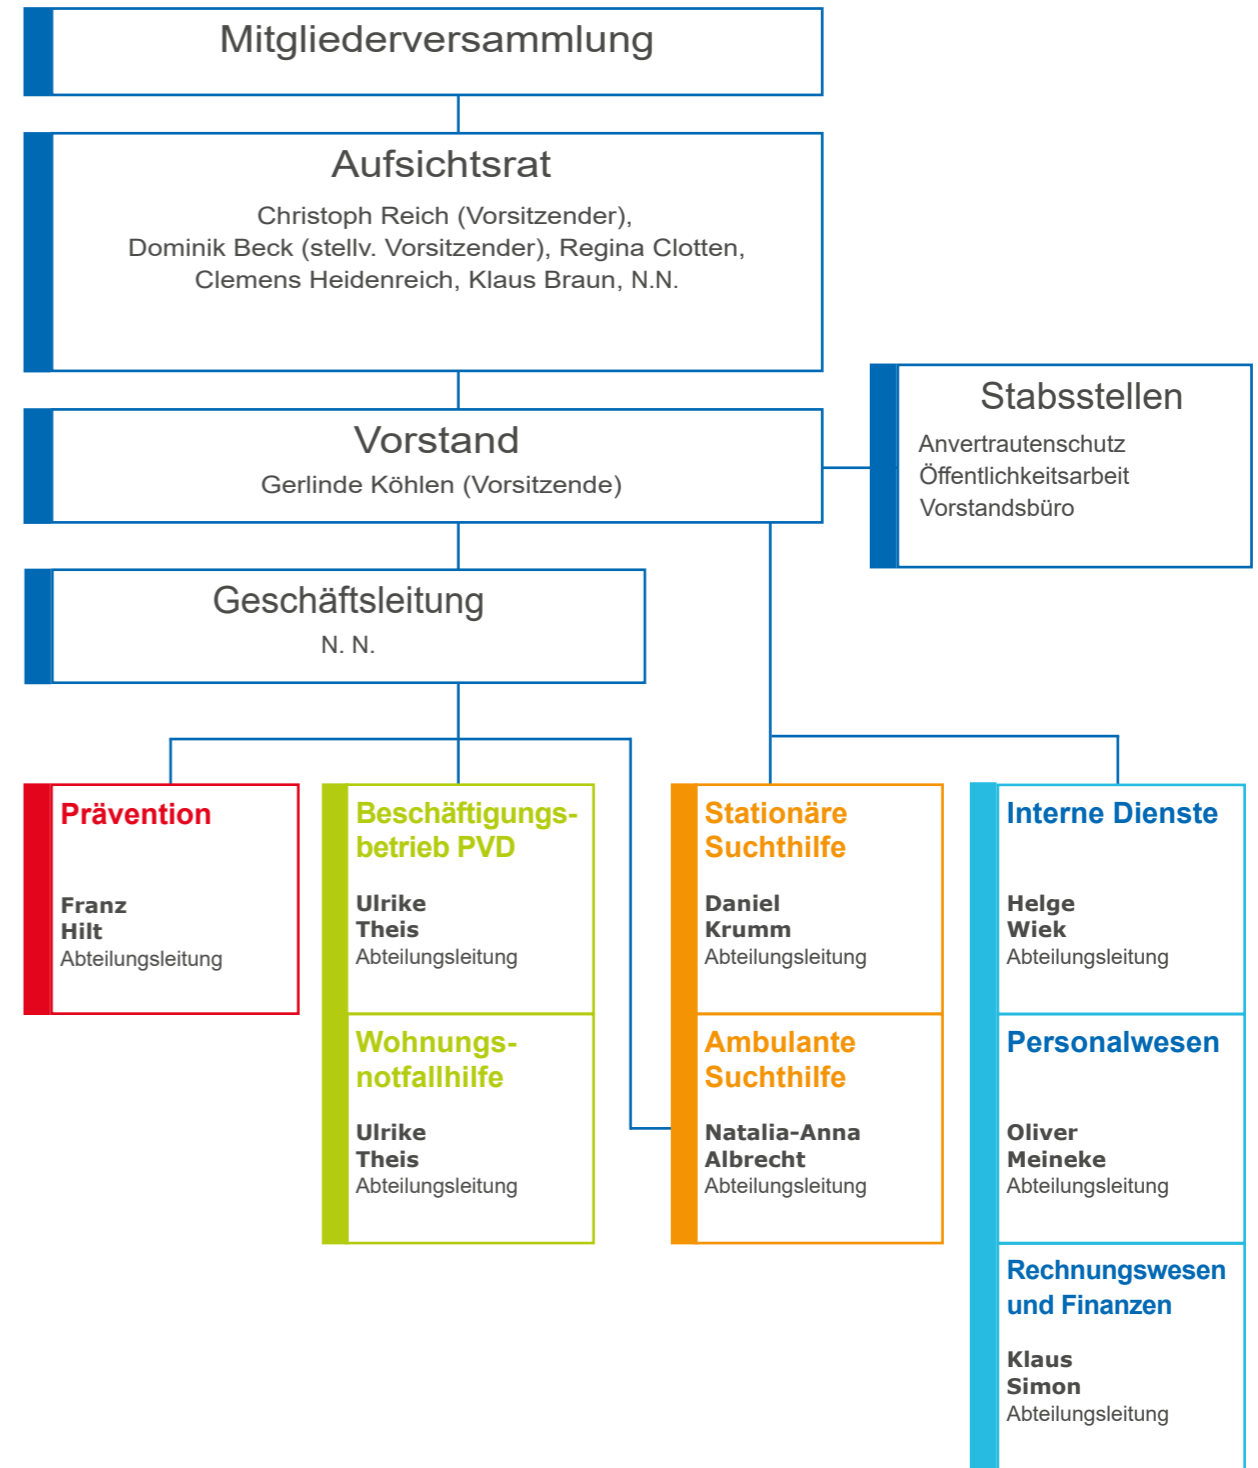 Mitgliederversammlung
Aufsichtsrat
Christoph Reich (Vorsitzender),
Dominik Beck (stellv. Vorsitzender), Regina Clotten,
Clemens Heidenreich, Klaus Braun, N.N.
Stabsstellen
Anvertrautenschutz
Öffentlichkeitsarbeit
Vorstandsbüro
Vorstand
Gerlinde Köhlen (Vorsitzende)
Geschäftsleitung
N. N.
Prävention
Franz
Hilt
Abteilungsleitung
Beschäftigungs-
betrieb PVD
Ulrike
Theis
Abteilungsleitung
Wohnungs-
notfallhilfe
Ulrike
Theis
Abteilungsleitung
Stationäre
Suchthilfe
Daniel
Krumm
Abteilungsleitung
Ambulante
Suchthilfe
Natalia-Anna
Albrecht
Abteilungsleitung
Interne Dienste
Helge
Wiek
Abteilungsleitung
Personalwesen
Oliver
Meineke
Abteilungsleitung
Rechnungswesen
und Finanzen
Klaus
Simon
Abteilungsleitung